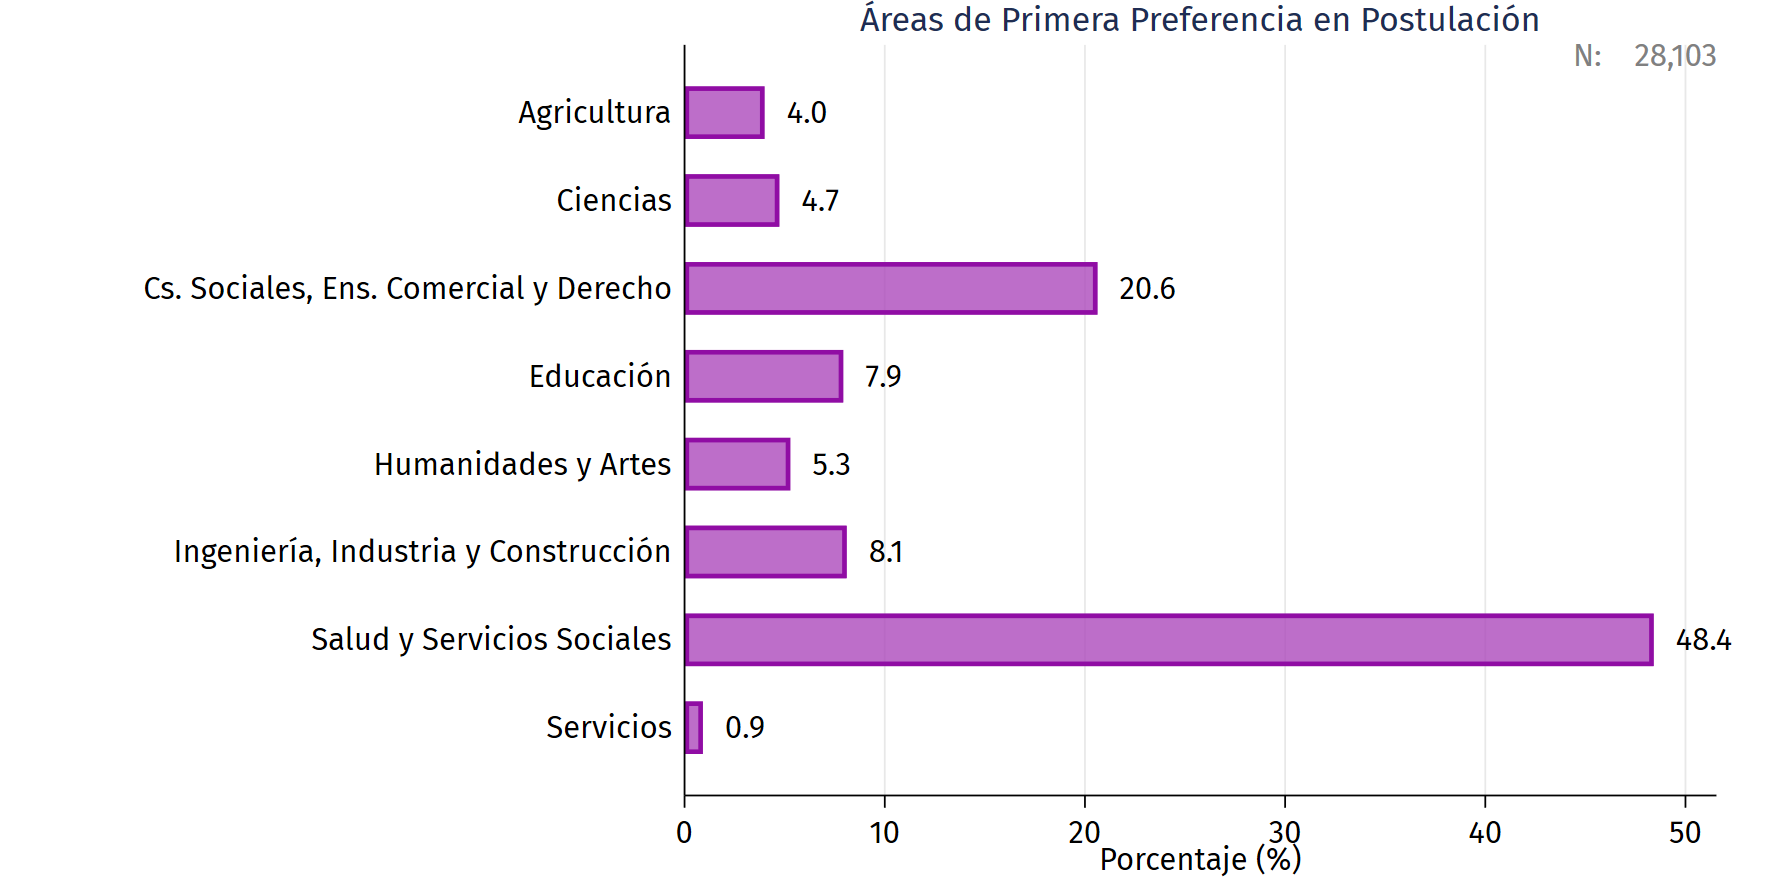 Áreas de Primera Preferencia en Postulación
N: 28,103
Agricultura 4.0
Ciencias 4.7
Cs. Sociales, Ens. Comercial y Derecho 20.6
Educación 7.9
Humanidades y Artes 5.3
Ingeniería, Industria y Construcción 8.1
Salud y Servicios Sociales 48.4
Servicios 0.9
0 10 20 30 40 50
Porcentaje (%)